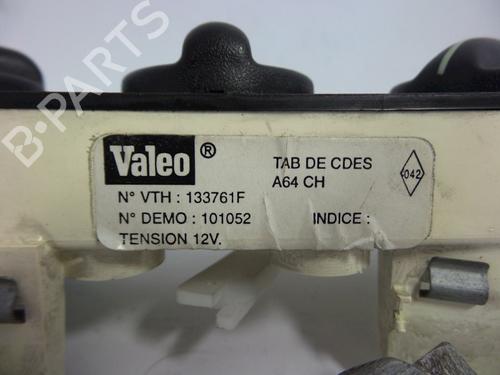 Valeo ®
TAB DE CDES
A64 CH
042
N° VTH : 133761F
N° DEMO : 101052 INDICE :
TENSION 12V.
B-PARTS